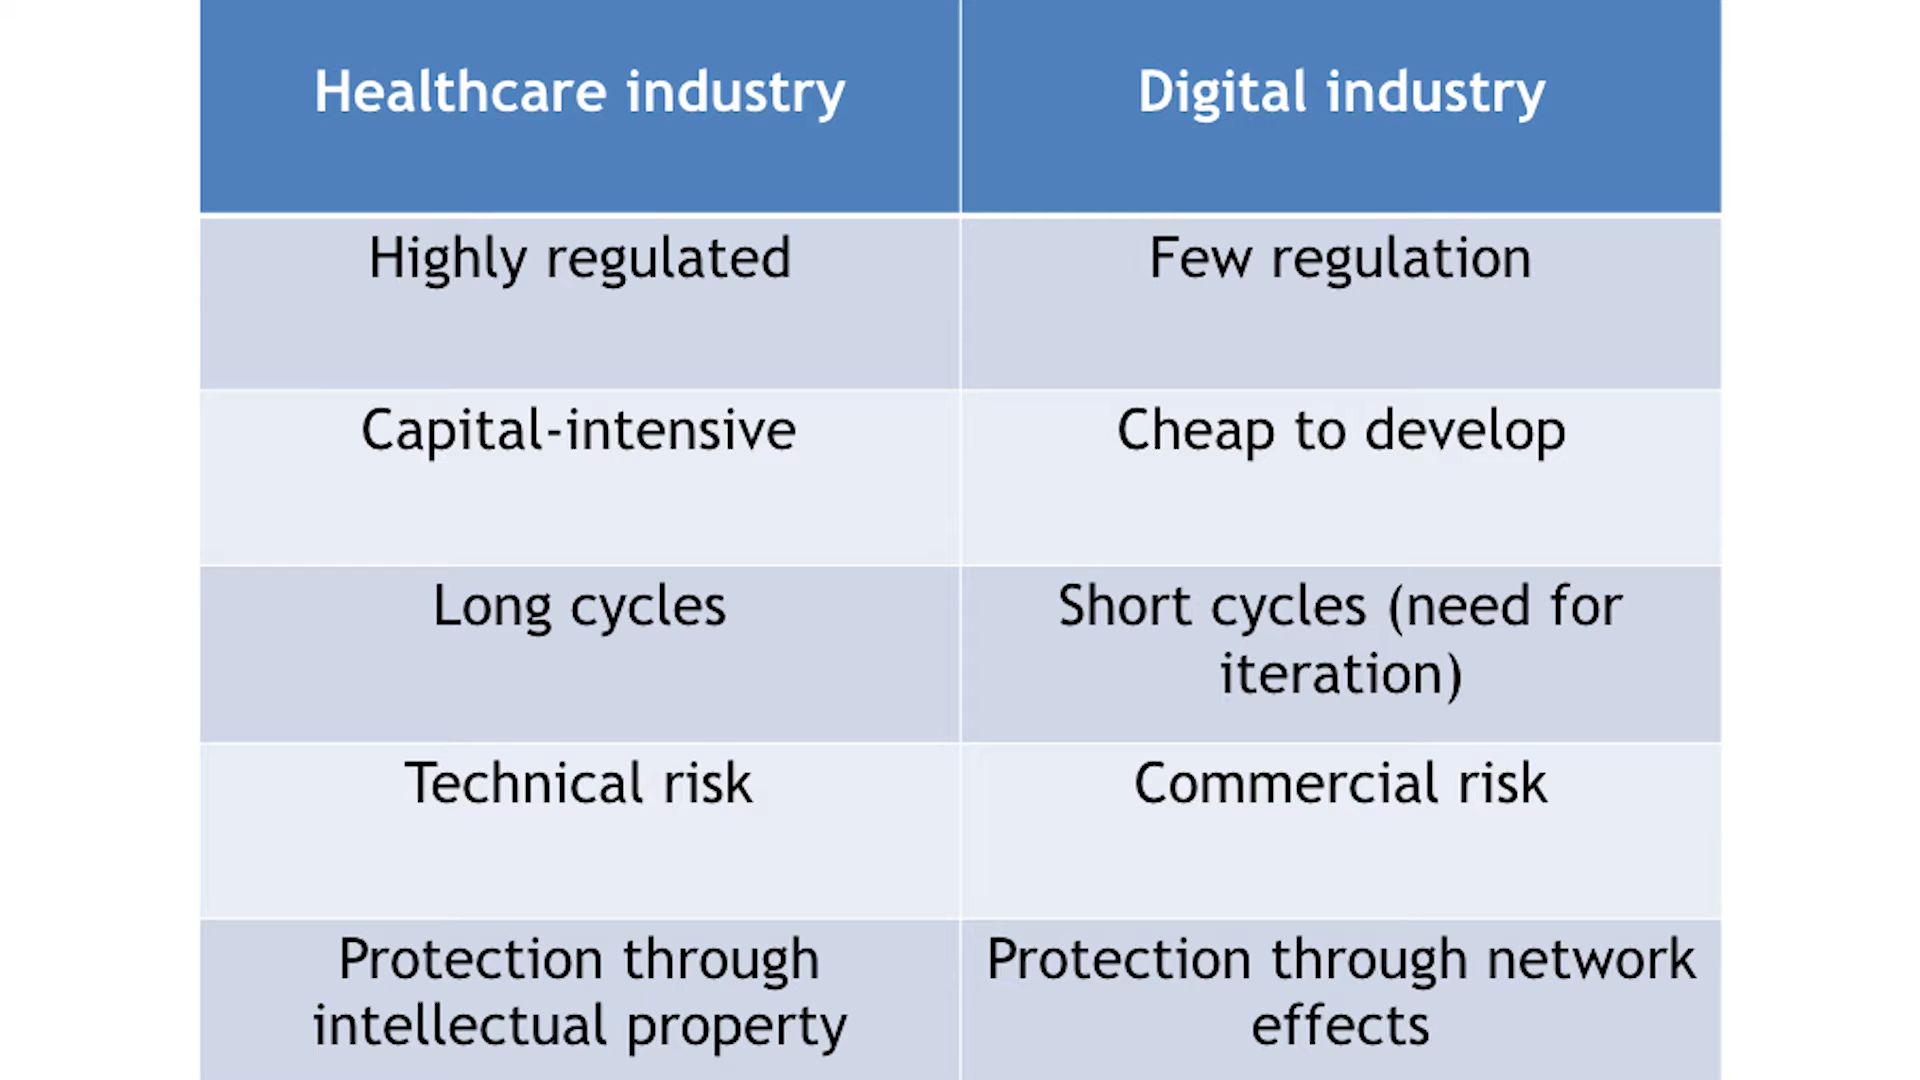 Healthcare industry
Digital industry
Highly regulated
Few regulation
Capital-intensive
Cheap to develop
Long cycles
Short cycles (need for
iteration)
Technical risk
Commercial risk
Protection through
intellectual property
Protection through network
effects